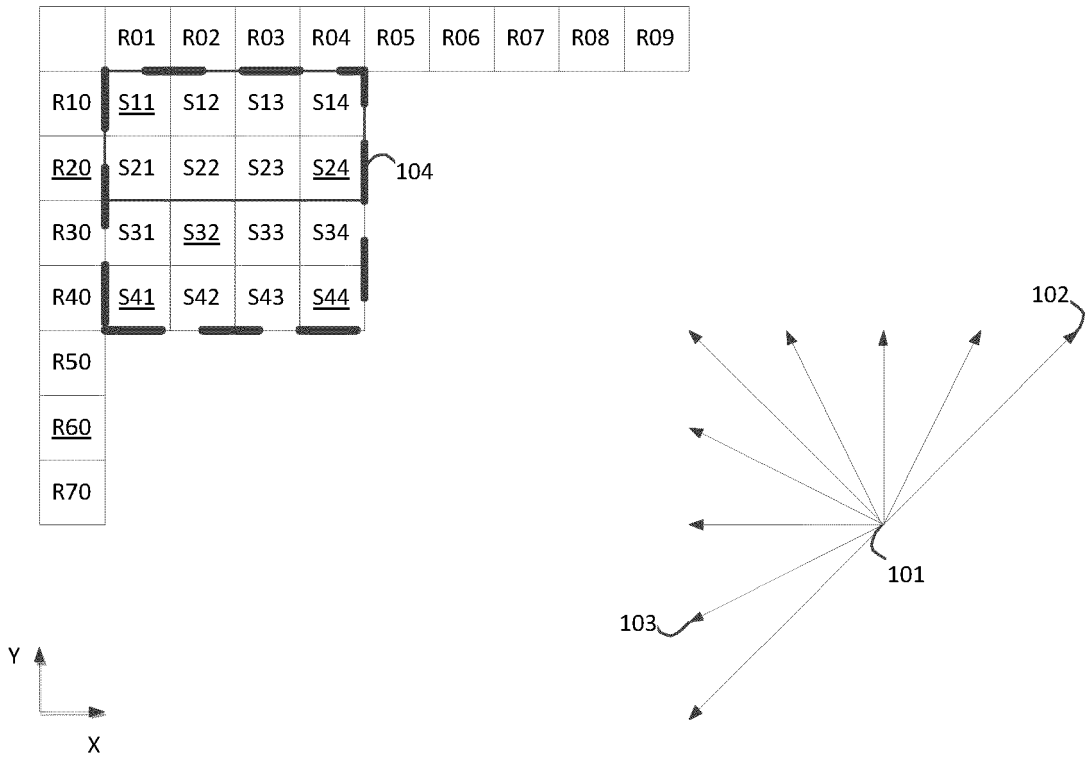 R01 R02 R03 R04 R05 R06 R07 R08 R09
R10 S11 S12 S13 S14
R20 S21 S22 S23 S24 104
R30 S31 S32 S33 S34
R40 S41 S42 S43 S44 102
R50
R60
R70
101
103
Y
X